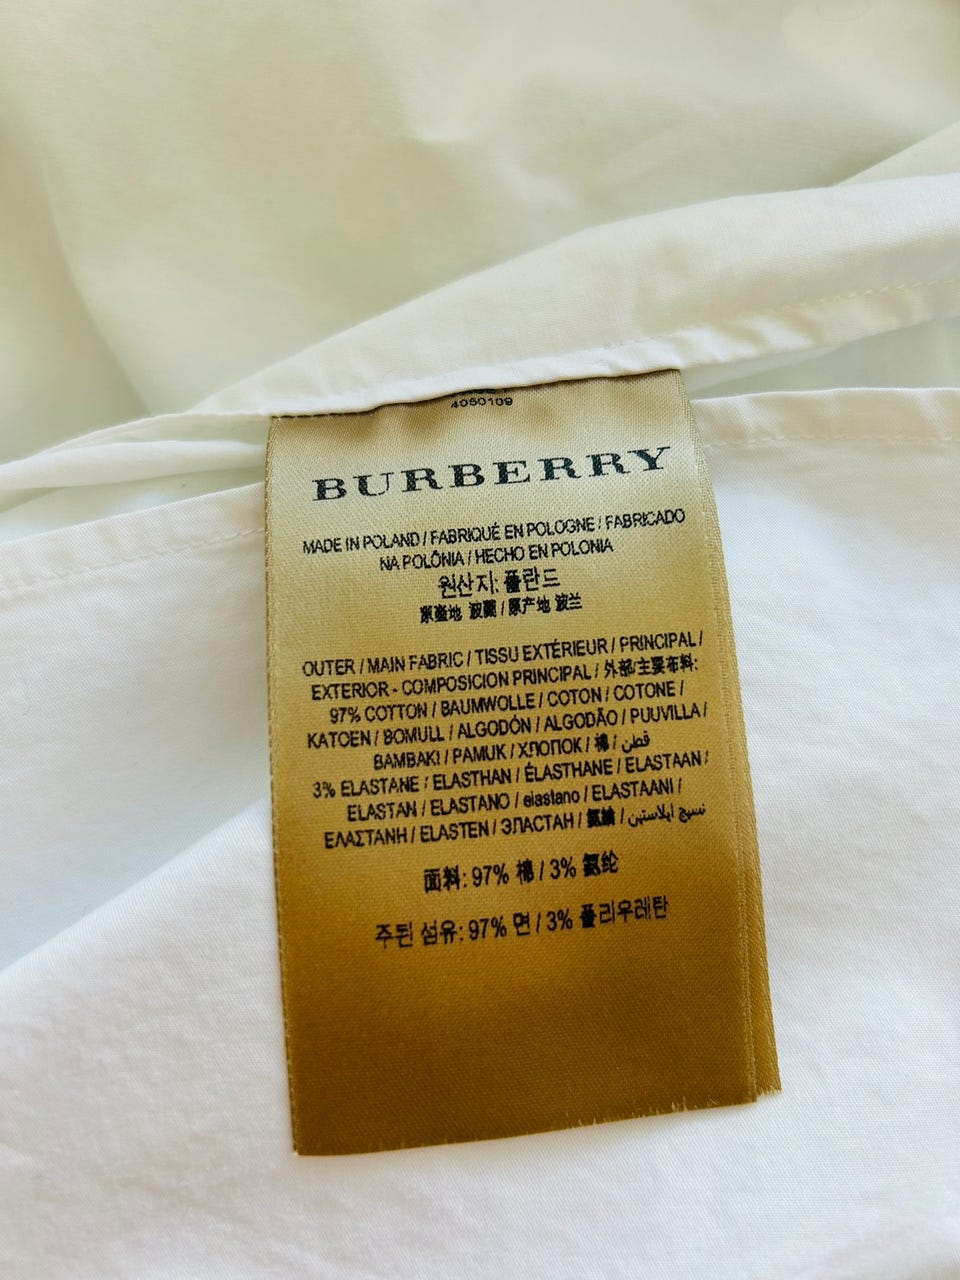 4050109
BURBERRY
MADE IN POLAND / FABRIQUÉ EN POLOGNE / FABRICADO
NA POLÔNIA / HECHO EN POLONIA
원산지: 폴란드
原產地 波蘭 / 原产地 波兰
OUTER / MAIN FABRIC / TISSU EXTÉRIEUR / PRINCIPAL /
EXTERIOR - COMPOSICION PRINCIPAL / 外部/主要布料:
97% COTTON / BAUMWOLLE / COTON / COTONE /
KATOEN / BOMULL / ALGODÓN / ALGODÃO / PUUVILLA /
BAMBAKI / PAMUK / ХЛОПОК / 棉 / قطن /
3% ELASTANE / ELASTHAN / ÉLASTHANE / ELASTAAN /
ELASTAN / ELASTANO / elastano / ELASTAANI /
ΕΛΑΣΤΑΝΗ / ELASTEN / ЭЛАСТАН / 氨綸 / نسيج ايلاستين
面料: 97% 棉 / 3% 氨纶
주된 섬유: 97% 면 / 3% 폴리우레탄